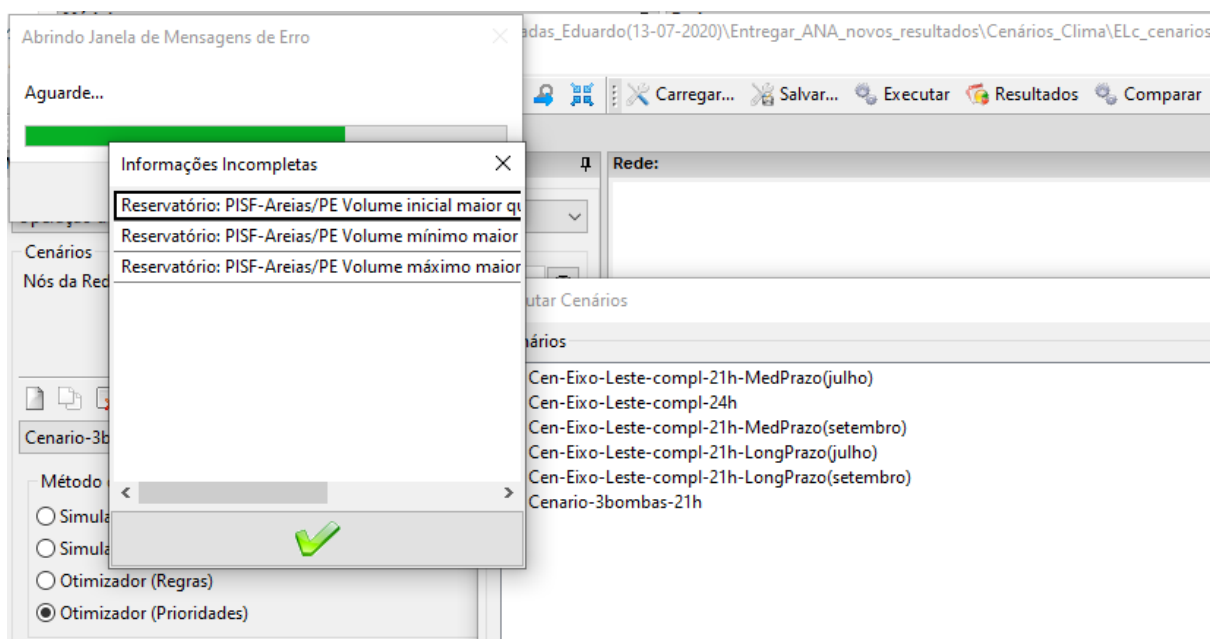 Abrindo Janela de Mensagens de Erro
adas_Eduardo(13-07-2020)\Entregar_ANA_novos_resultados\Cenários_Clima\ELc_cenarios
Aguarde...
Carregar... Salvar... Executar Resultados Comparar
Informações Incompletas
Rede:
Reservatório: PISF-Areias/PE Volume inicial maior qu
Reservatório: PISF-Areias/PE Volume mínimo maior
Reservatório: PISF-Areias/PE Volume máximo maior
Cenários
Nós da Red
utar Cenários
nários
Cen-Eixo-Leste-compl-21h-MedPrazo(julho)
Cen-Eixo-Leste-compl-24h
Cen-Eixo-Leste-compl-21h-MedPrazo(setembro)
Cen-Eixo-Leste-compl-21h-LongPrazo(julho)
Cen-Eixo-Leste-compl-21h-LongPrazo(setembro)
Cenario-3bombas-21h
Cenario-3b
Método
Simula
Simula
Otimizador (Regras)
Otimizador (Prioridades)